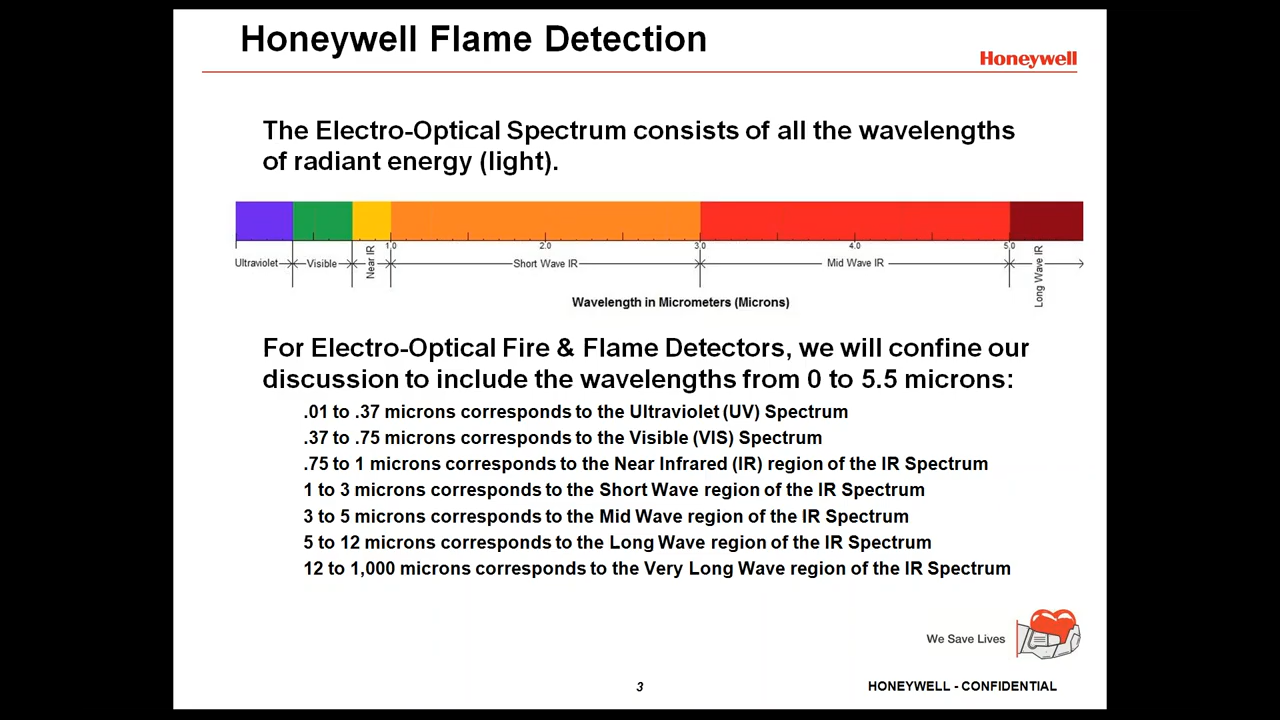 Honeywell Flame Detection
Honeywell
The Electro-Optical Spectrum consists of all the wavelengths
of radiant energy (light).
1.0 2.0 3.0 4.0 5.0
Ultraviolet Visible Near IR Short Wave IR Mid Wave IR Long Wave IR
Wavelength in Micrometers (Microns)
For Electro-Optical Fire & Flame Detectors, we will confine our
discussion to include the wavelengths from 0 to 5.5 microns:
.01 to .37 microns corresponds to the Ultraviolet (UV) Spectrum
.37 to .75 microns corresponds to the Visible (VIS) Spectrum
.75 to 1 microns corresponds to the Near Infrared (IR) region of the IR Spectrum
1 to 3 microns corresponds to the Short Wave region of the IR Spectrum
3 to 5 microns corresponds to the Mid Wave region of the IR Spectrum
5 to 12 microns corresponds to the Long Wave region of the IR Spectrum
12 to 1,000 microns corresponds to the Very Long Wave region of the IR Spectrum
We Save Lives
3
HONEYWELL - CONFIDENTIAL